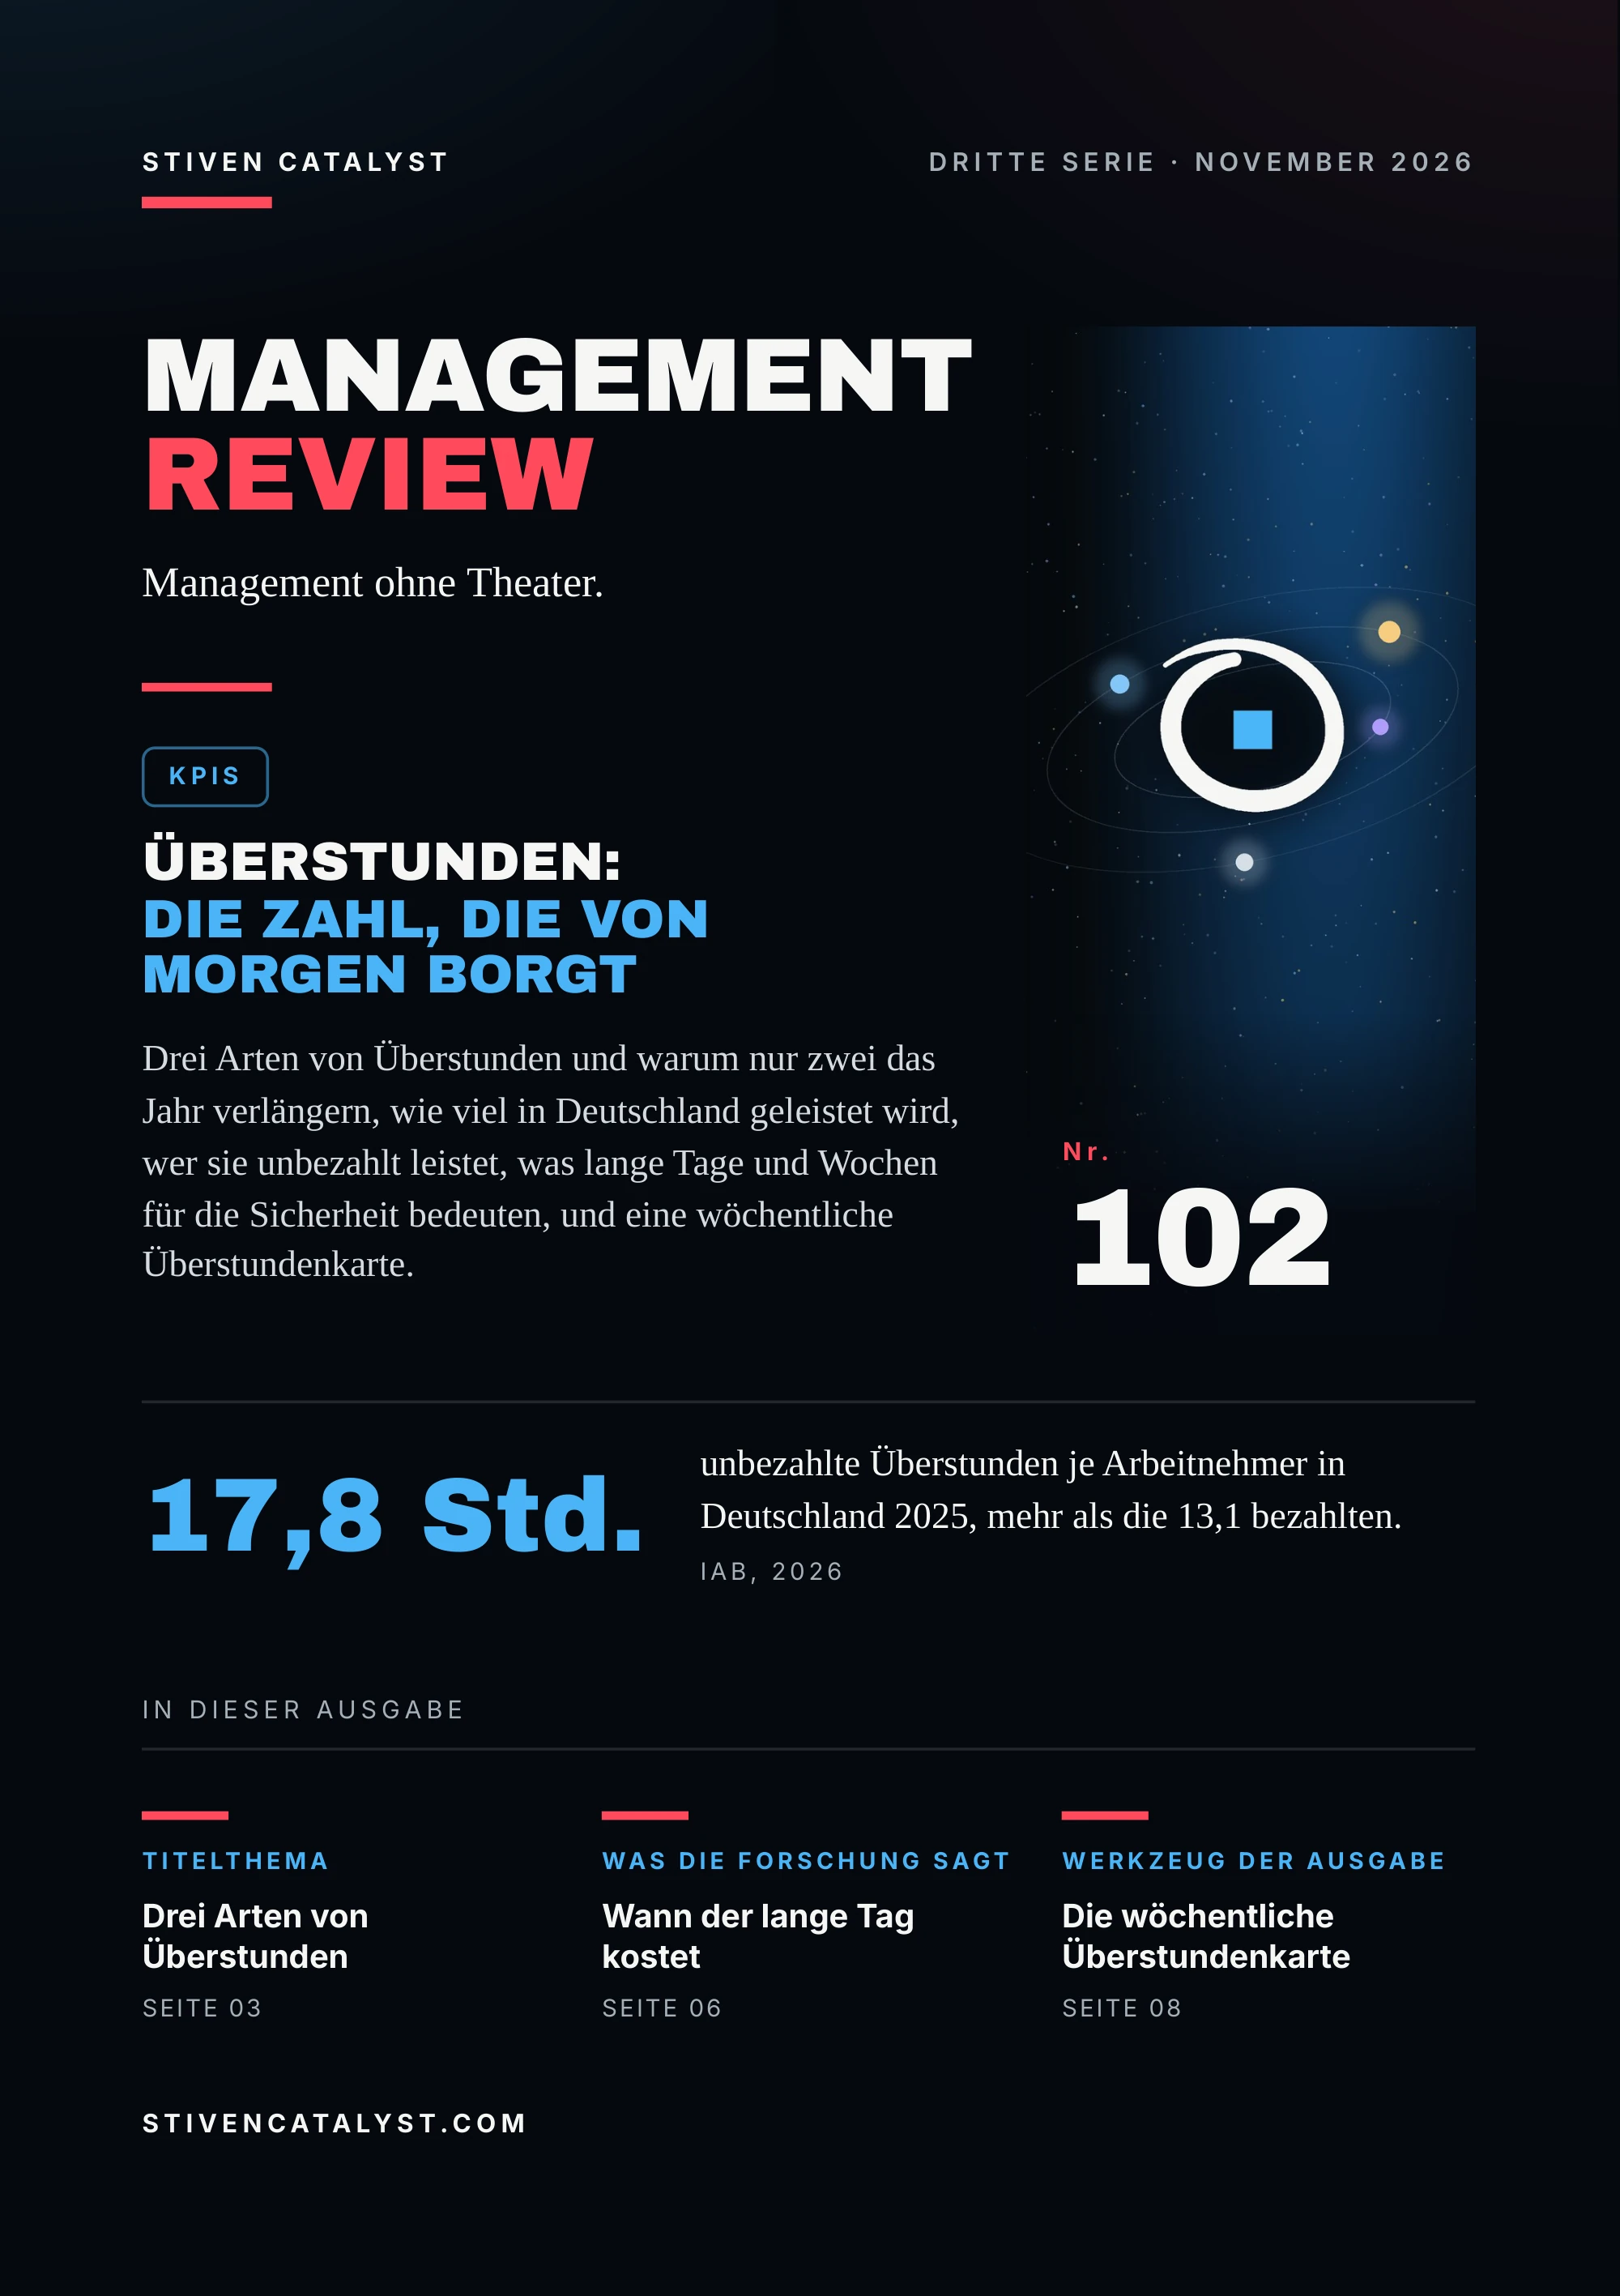 STIVEN CATALYST
DRITTE SERIE · NOVEMBER 2026
MANAGEMENT
REVIEW
Management ohne Theater.
KPIS
ÜBERSTUNDEN:
DIE ZAHL, DIE VON
MORGEN BORGT
Drei Arten von Überstunden und warum nur zwei das
Jahr verlängern, wie viel in Deutschland geleistet wird,
wer sie unbezahlt leistet, was lange Tage und Wochen
für die Sicherheit bedeuten, und eine wöchentliche
Überstundenkarte.
Nr.
102
17,8 Std.
unbezahlte Überstunden je Arbeitnehmer in
Deutschland 2025, mehr als die 13,1 bezahlten.
IAB, 2026
IN DIESER AUSGABE
TITELTHEMA
Drei Arten von
Überstunden
SEITE 03
WAS DIE FORSCHUNG SAGT
Wann der lange Tag
kostet
SEITE 06
WERKZEUG DER AUSGABE
Die wöchentliche
Überstundenkarte
SEITE 08
STIVENCATALYST.COM